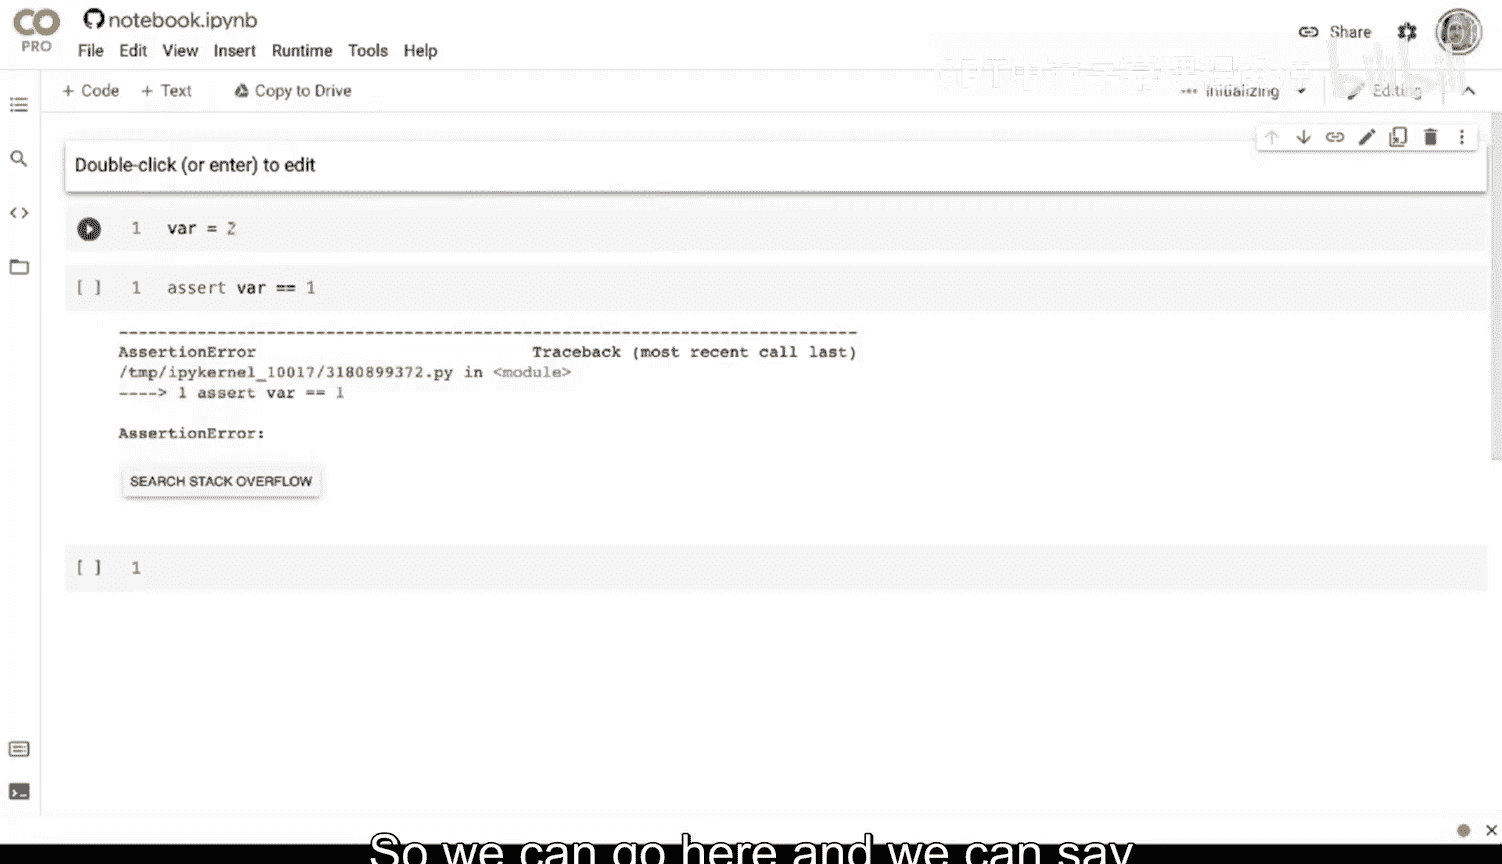 CO
PRO
notebook.ipynb
File Edit View Insert Runtime Tools Help
Share
+ Code + Text Copy to Drive
Initializing
Editing
Double-click (or enter) to edit
1 var = 2
[ ] 1 assert var == 1
---------------------------------------------------------------------------
AssertionError Traceback (most recent call last)
/tmp/ipykernel_10017/3180899372.py in <module>
----> 1 assert var == 1
AssertionError:
SEARCH STACK OVERFLOW
[ ] 1
So we can go here and we can say